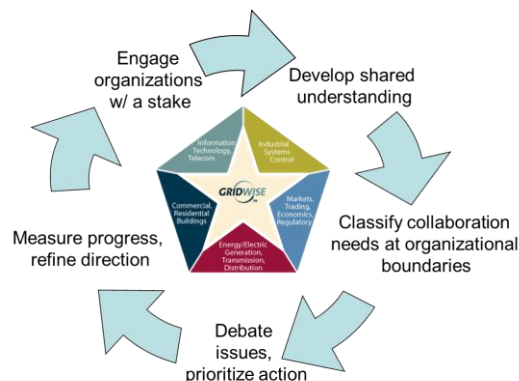 Engage
organizations
w/ a stake
Develop shared
understanding
Information
Technology,
Telecom
Industrial
Systems
Control
GRIDWISE
TM
Commercial,
Residential
Buildings
Markets,
Trading,
Economics,
Regulatory
Energy/Electric
Generation,
Transmission,
Distribution
Classify collaboration
needs at organizational
boundaries
Measure progress,
refine direction
Debate
issues,
prioritize action